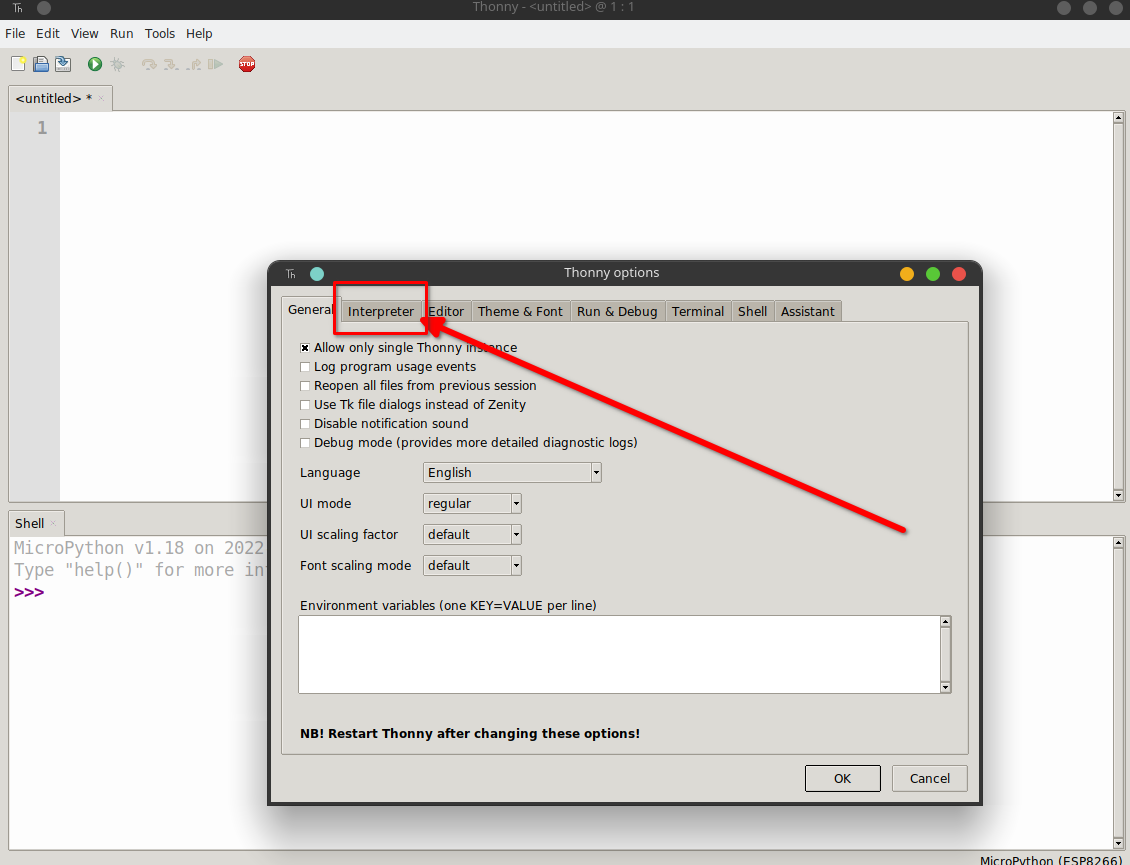 Th
Thonny - <untitled> @ 1 : 1
File Edit View Run Tools Help
STOP
<untitled> *
1
Th
Thonny options
General Interpreter Editor Theme & Font Run & Debug Terminal Shell Assistant
Allow only single Thonny instance
Log program usage events
Reopen all files from previous session
Use Tk file dialogs instead of Zenity
Disable notification sound
Debug mode (provides more detailed diagnostic logs)
Language English
UI mode regular
UI scaling factor default
Font scaling mode default
Environment variables (one KEY=VALUE per line)
NB! Restart Thonny after changing these options!
OK Cancel
Shell
MicroPython v1.18 on 2022
Type "help()" for more in
>>>
MicroPython (ESP8266)